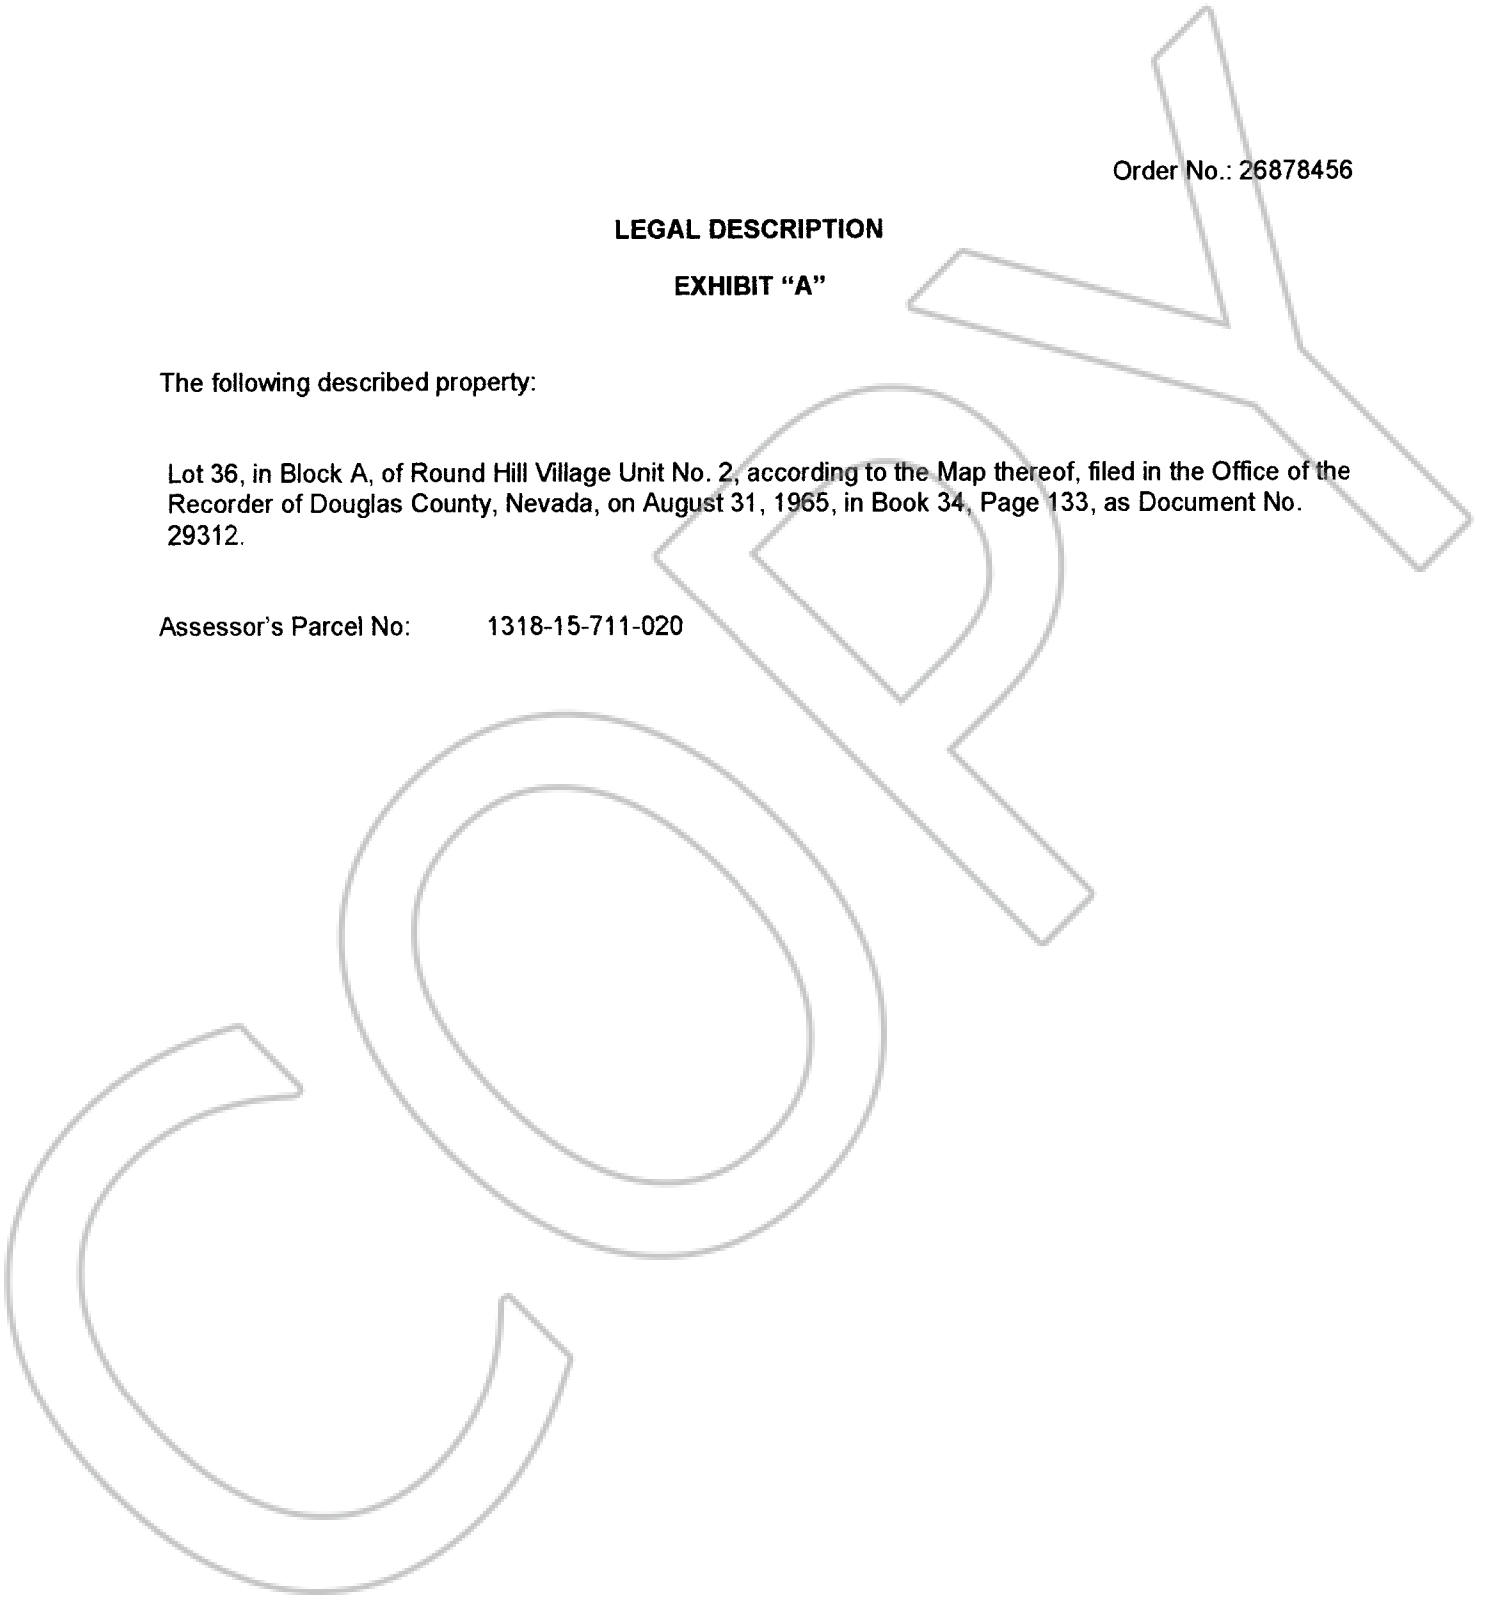 Order No.: 26878456
LEGAL DESCRIPTION
EXHIBIT “A”
The following described property:
Lot 36, in Block A, of Round Hill Village Unit No. 2, according to the Map thereof, filed in the Office of the
Recorder of Douglas County, Nevada, on August 31, 1965, in Book 34, Page 133, as Document No.
29312.
Assessor’s Parcel No: 1318-15-711-020
COPY